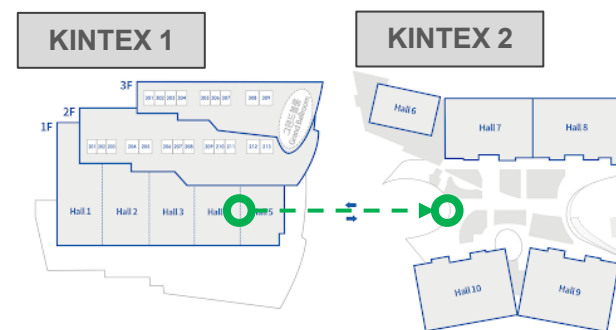 KINTEX 1
KINTEX 2
3F
301 302 303 304
305 306 307
308 309
그랜드볼룸
Grand Ballroom
2F
201 202 203
204 205
206 207 208
209 210 211
212 213
1F
Hall 1
Hall 2
Hall 3
Hall
5
Hall 6
Hall 7
Hall 8
Hall 10
Hall 9